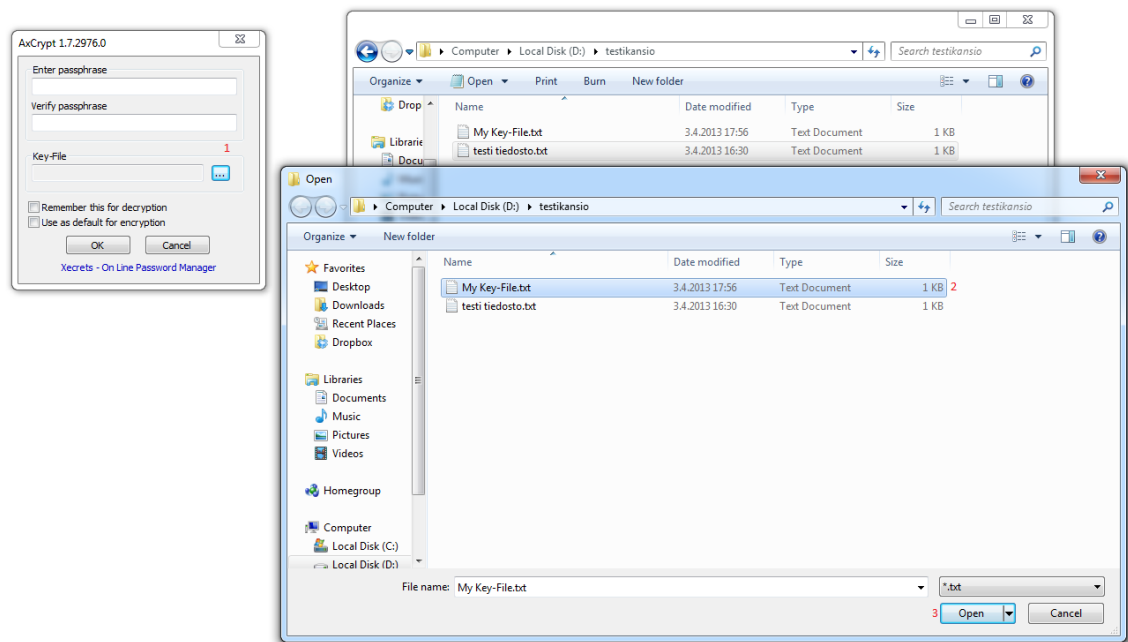 AxCrypt 1.7.2976.0
Enter passphrase
Verify passphrase
1
Key-File
...
Remember this for decryption
Use as default for encryption
OK Cancel
Xecrets - On Line Password Manager
Computer Local Disk (D:) testikansio Search testikansio
Organize Open Print Burn New folder
Drop Name Date modified Type Size
My Key-File.txt 3.4.2013 17:56 Text Document 1 KB
Librarie
testi tiedosto.txt 3.4.2013 16:30 Text Document 1 KB
Docu
Open
Computer Local Disk (D:) testikansio Search testikansio
Organize New folder
Name Date modified Type Size
Favorites
Desktop My Key-File.txt 3.4.2013 17:56 Text Document 1 KB 2
Downloads testi tiedosto.txt 3.4.2013 16:30 Text Document 1 KB
Recent Places
Dropbox
Libraries
Documents
Music
Pictures
Videos
Homegroup
Computer
Local Disk (C:)
Local Disk (D:)
File name: My Key-File.txt *.txt
3 Open Cancel